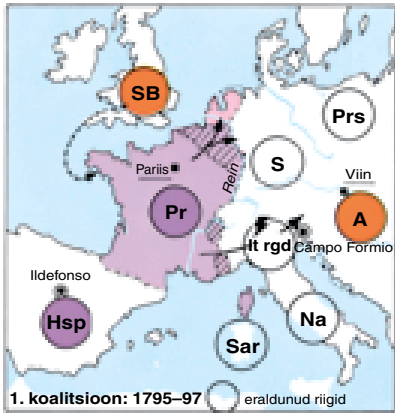 SB
Prs
Pariis
Rein
S
Viin
Pr
A
It rgd
Campo Formio
Ildefonso
Hsp
Na
Sar
1. koalitsioon: 1795–97
eraldunud riigid